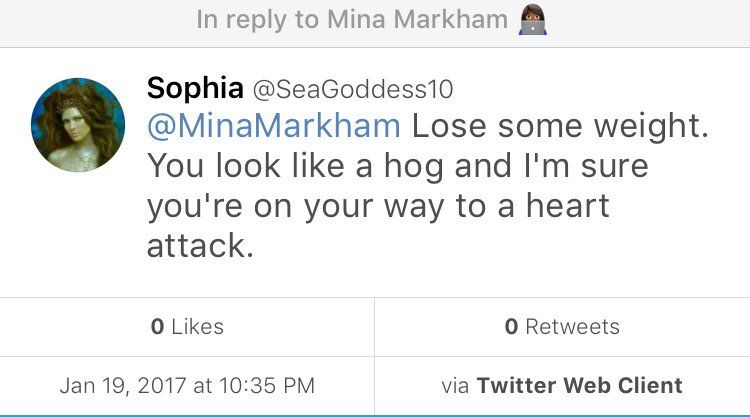 In reply to Mina Markham 👩🏾‍💻
Sophia @SeaGoddess10
@MinaMarkham Lose some weight.
You look like a hog and I'm sure
you're on your way to a heart
attack.
0 Likes
0 Retweets
Jan 19, 2017 at 10:35 PM
via Twitter Web Client